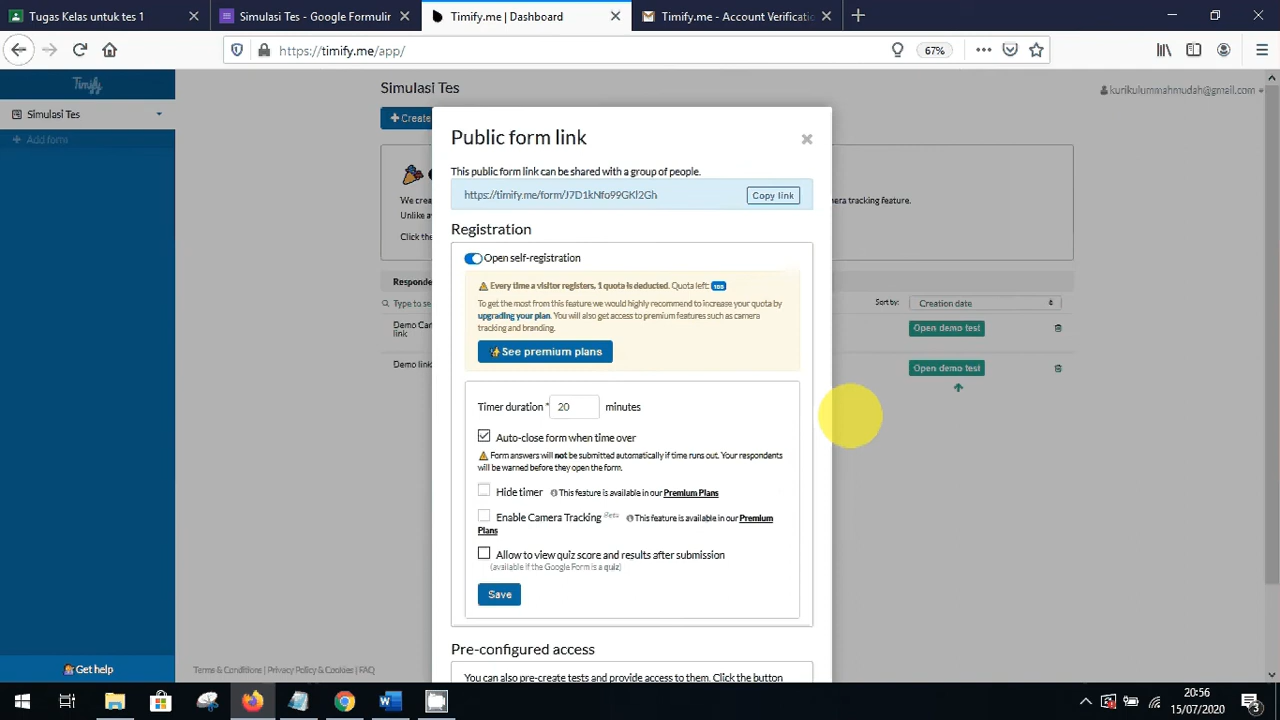 Tugas Kelas untuk tes 1
Simulasi Tes - Google Formulir
Timify.me | Dashboard
Timify.me - Account Verificatio
https://timify.me/app/
67%
Timify
Simulasi Tes
kurikulummahmudah@gmail.com
Simulasi Tes
Add form
Create
Public form link
This public form link can be shared with a group of people.
https://timify.me/form/J7D1kNfo99GKl2Gh
Copy link
We crea
era tracking feature.
Unlike a
Click the
Registration
Open self-registration
Every time a visitor registers, 1 quota is deducted. Quota left:
To get the most from this feature we would highly recommend to increase your quota by
upgrading your plan. You will also get access to premium features such as camera
tracking and branding.
See premium plans
Responde
Type to se
Sort by:
Creation date
Demo Can
link
Open demo test
Demo link
Open demo test
Timer duration * 20 minutes
Auto-close form when time over
Form answers will not be submitted automatically if time runs out. Your respondents
will be warned before they open the form.
Hide timer This feature is available in our Premium Plans
Enable Camera Tracking Beta This feature is available in our Premium
Plans
Allow to view quiz score and results after submission
(available if the Google Form is a quiz)
Save
Pre-configured access
You can also pre-create tests and provide access to them. Click the button
Get help
Terms & Conditions | Privacy Policy & Cookies | FAQ
20:56
15/07/2020
3